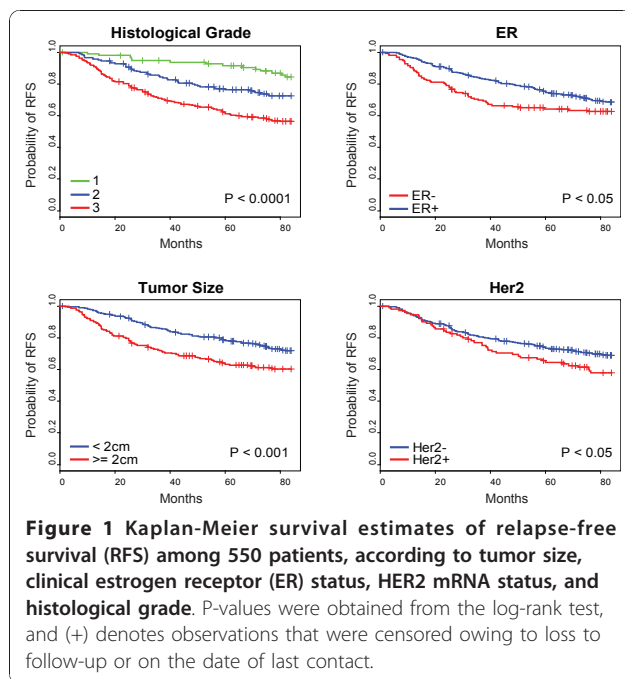 Histological Grade
Probability of RFS
1.0
0.8
0.6
0.4
0.2
0.0
1
2
3
P < 0.0001
0 20 40 60 80
Months
ER
Probability of RFS
1.0
0.8
0.6
0.4
0.2
0.0
ER-
ER+
P < 0.05
0 20 40 60 80
Months
Tumor Size
Probability of RFS
1.0
0.8
0.6
0.4
0.2
0.0
< 2cm
>= 2cm
P < 0.001
0 20 40 60 80
Months
Her2
Probability of RFS
1.0
0.8
0.6
0.4
0.2
0.0
Her2-
Her2+
P < 0.05
0 20 40 60 80
Months
Figure 1 Kaplan-Meier survival estimates of relapse-free
survival (RFS) among 550 patients, according to tumor size,
clinical estrogen receptor (ER) status, HER2 mRNA status, and
histological grade. P-values were obtained from the log-rank test,
and (+) denotes observations that were censored owing to loss to
follow-up or on the date of last contact.